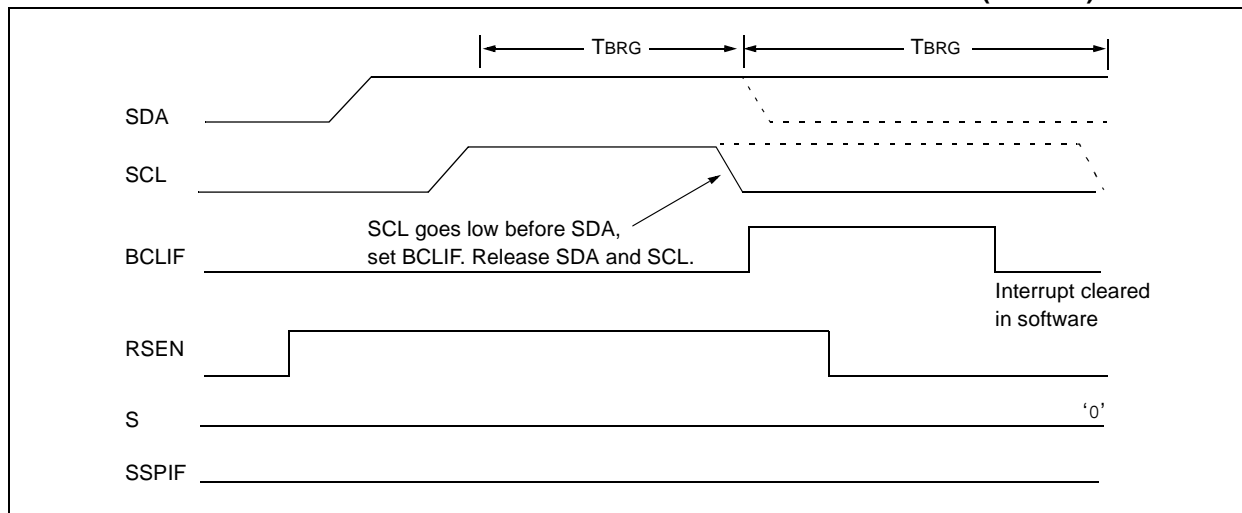 TBRG TBRG
SDA
SCL
SCL goes low before SDA,
set BCLIF. Release SDA and SCL.
BCLIF
Interrupt cleared
in software
RSEN
S
‘0’
SSPIF